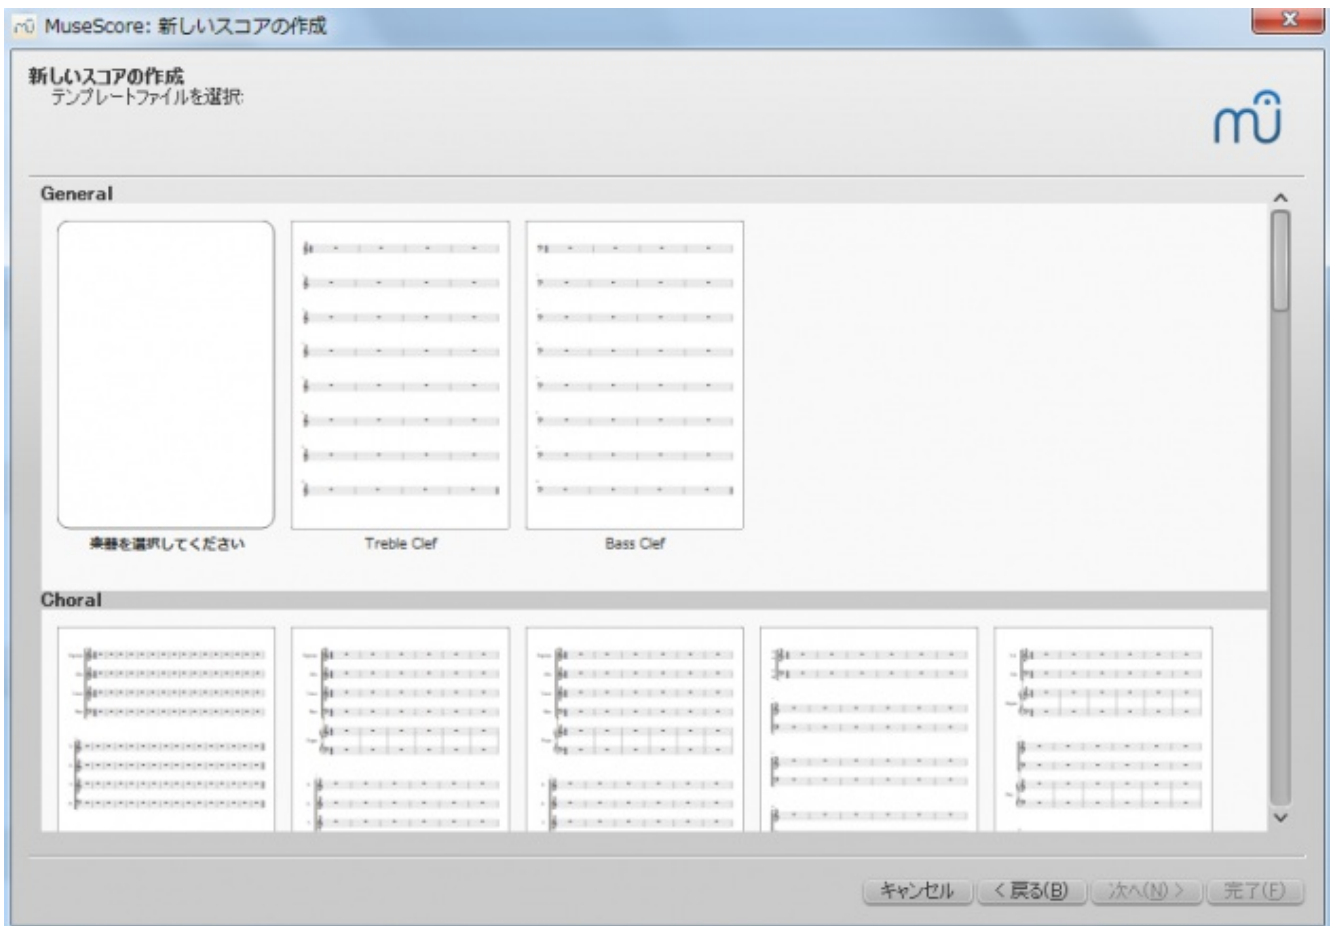 MuseScore: 新しいスコアの作成
新しいスコアの作成
テンプレートファイルを選択:
General
楽器を選択してください
Treble Clef
Bass Clef
Choral
キャンセル
< 戻る(B)
次へ(N) >
完了(F)